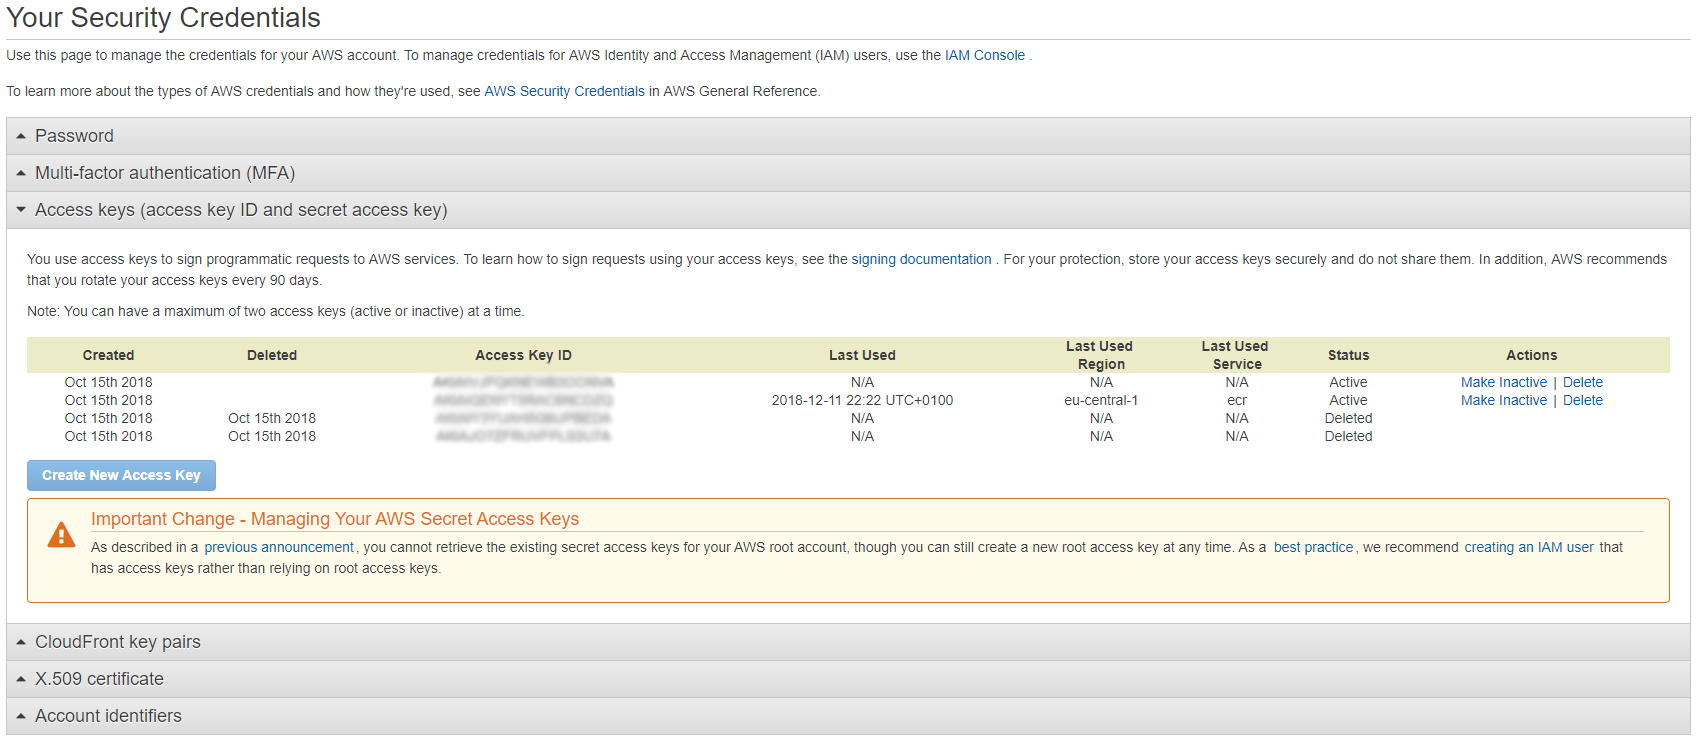 Your Security Credentials
Use this page to manage the credentials for your AWS account. To manage credentials for AWS Identity and Access Management (IAM) users, use the IAM Console .
To learn more about the types of AWS credentials and how they're used, see AWS Security Credentials in AWS General Reference.
Password
Multi-factor authentication (MFA)
Access keys (access key ID and secret access key)
You use access keys to sign programmatic requests to AWS services. To learn how to sign requests using your access keys, see the signing documentation . For your protection, store your access keys securely and do not share them. In addition, AWS recommends
that you rotate your access keys every 90 days.
Note: You can have a maximum of two access keys (active or inactive) at a time.
Created Deleted Access Key ID Last Used Last Used Region Last Used Service Status Actions
Oct 15th 2018 N/A N/A N/A Active Make Inactive | Delete
Oct 15th 2018 2018-12-11 22:22 UTC+0100 eu-central-1 ecr Active Make Inactive | Delete
Oct 15th 2018 Oct 15th 2018 N/A N/A N/A Deleted
Oct 15th 2018 Oct 15th 2018 N/A N/A N/A Deleted
Create New Access Key
Important Change - Managing Your AWS Secret Access Keys
As described in a previous announcement, you cannot retrieve the existing secret access keys for your AWS root account, though you can still create a new root access key at any time. As a best practice, we recommend creating an IAM user that
has access keys rather than relying on root access keys.
CloudFront key pairs
X.509 certificate
Account identifiers